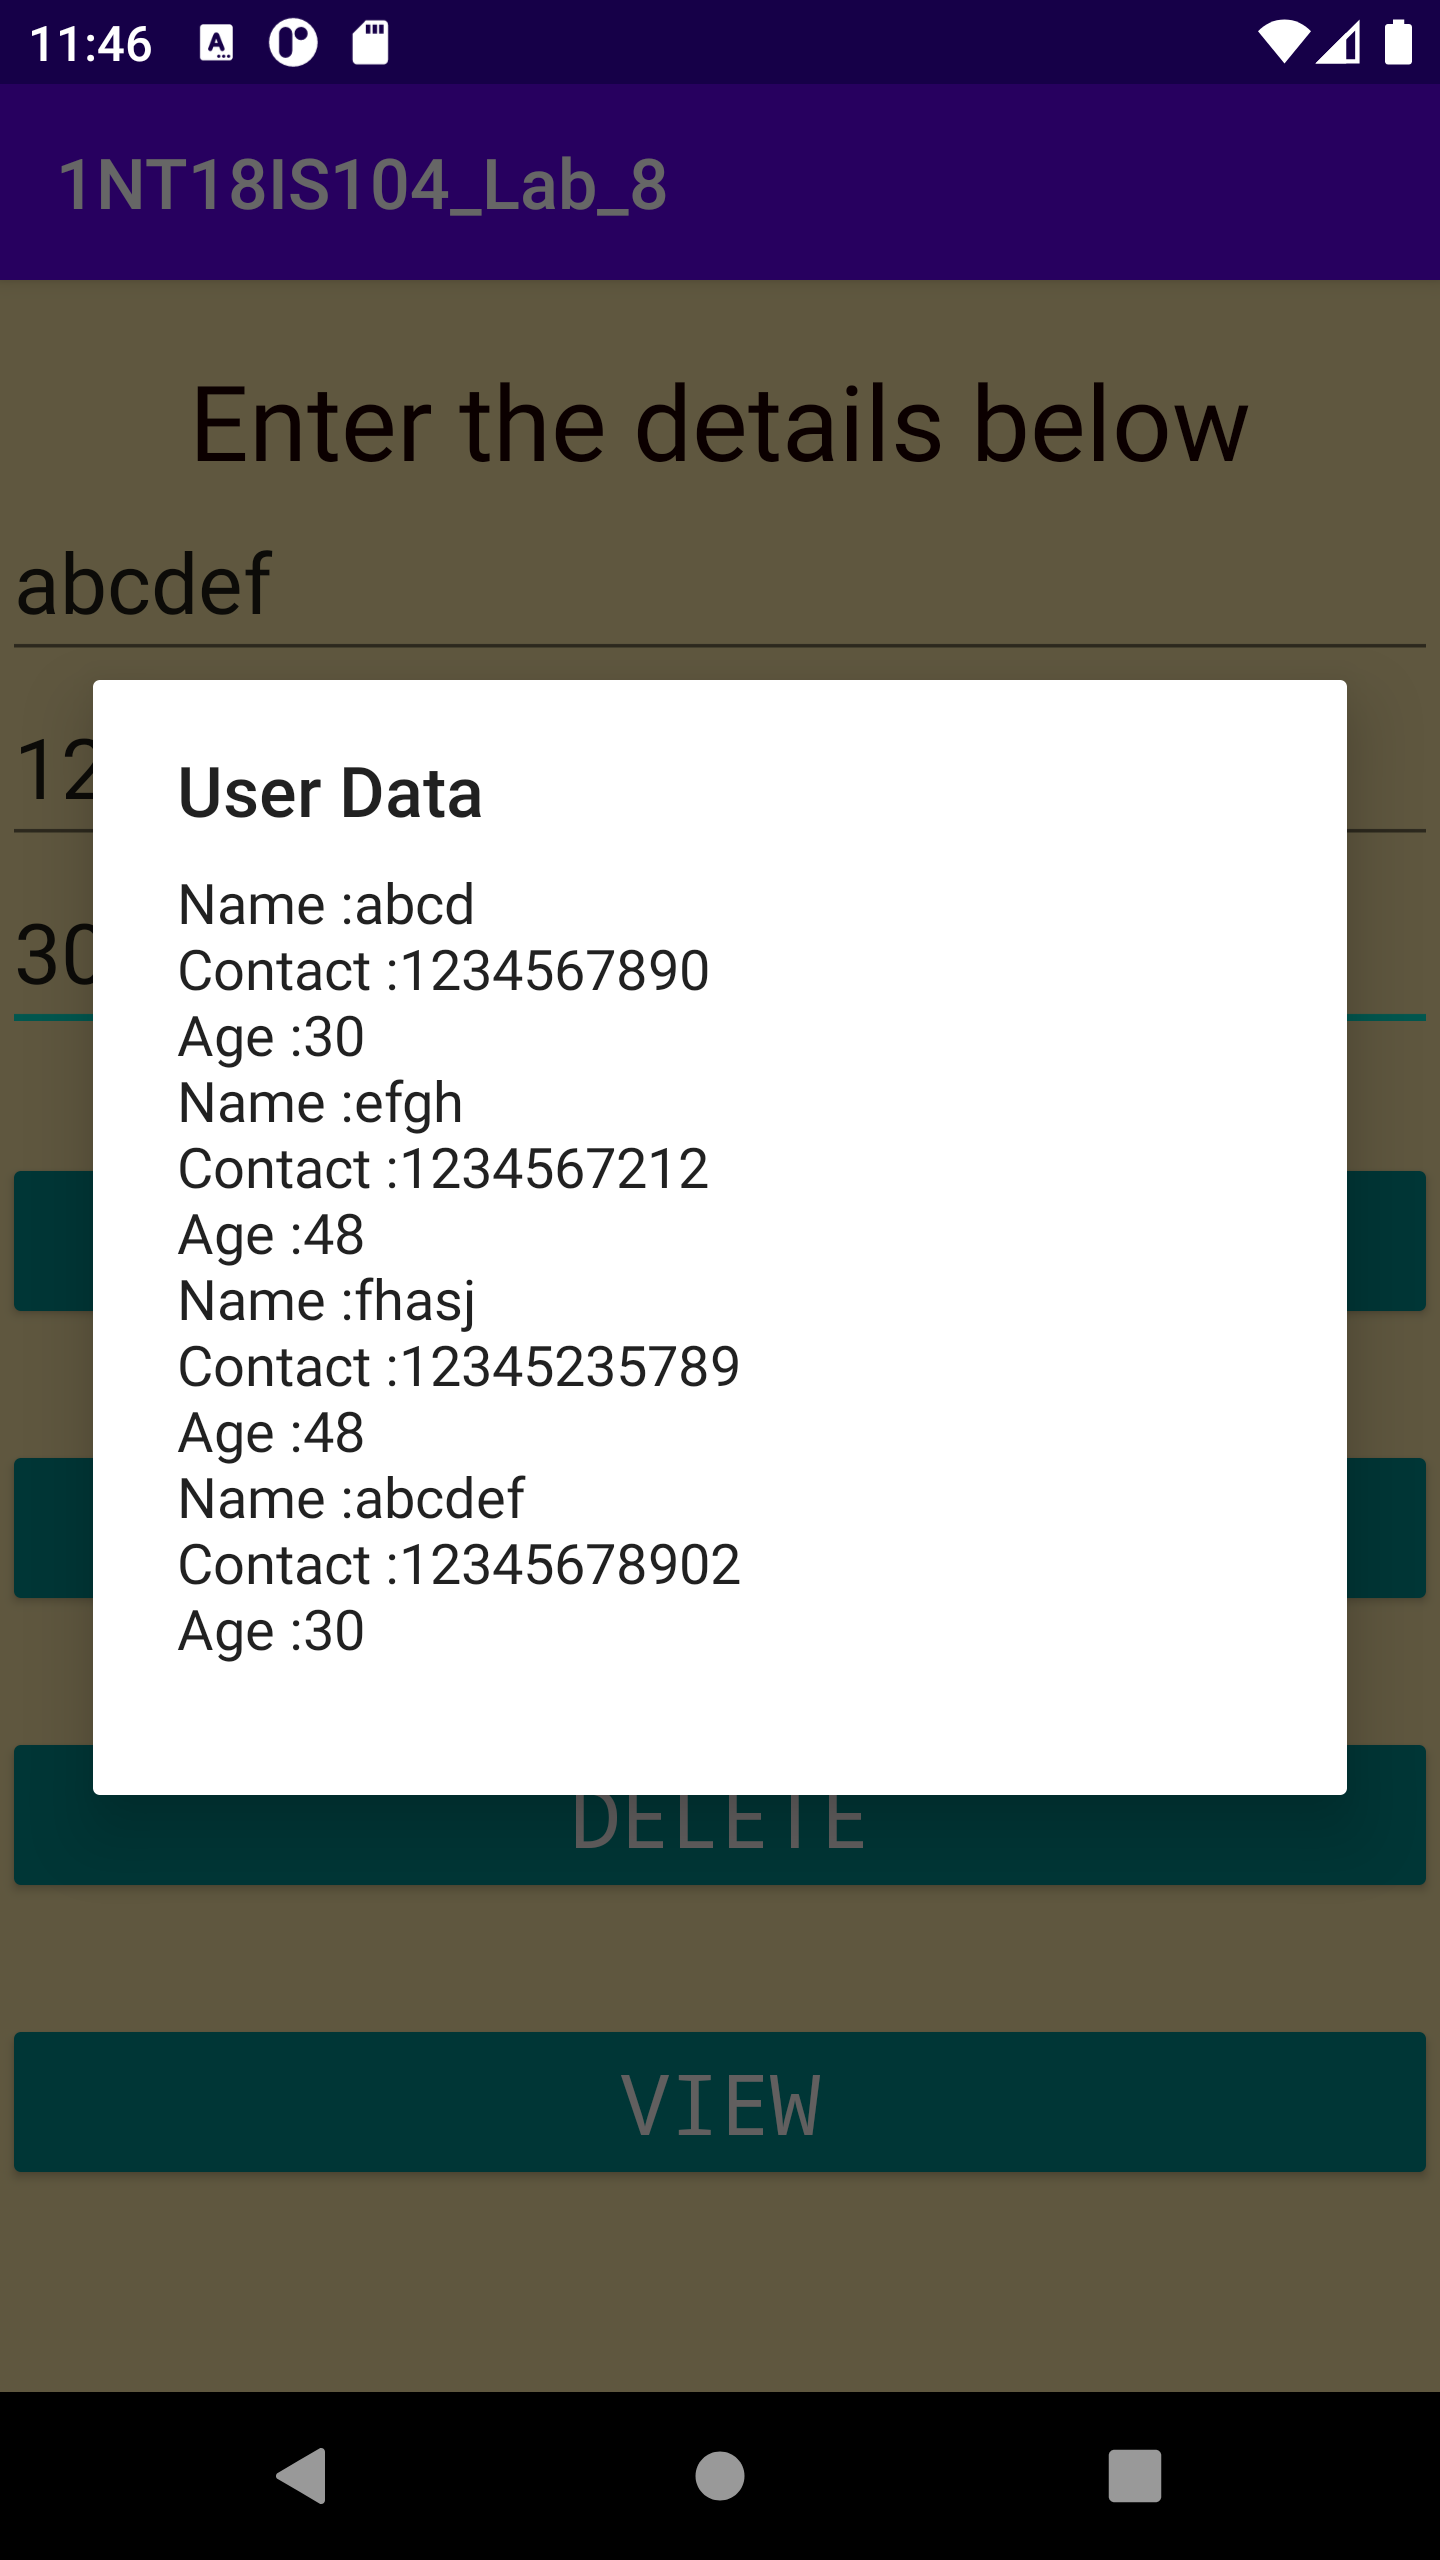 11:46
1NT18IS104_Lab_8
Enter the details below
abcdef
12
30
User Data
Name :abcd
Contact :1234567890
Age :30
Name :efgh
Contact :1234567212
Age :48
Name :fhasj
Contact :12345235789
Age :48
Name :abcdef
Contact :12345678902
Age :30
DELETE
VIEW